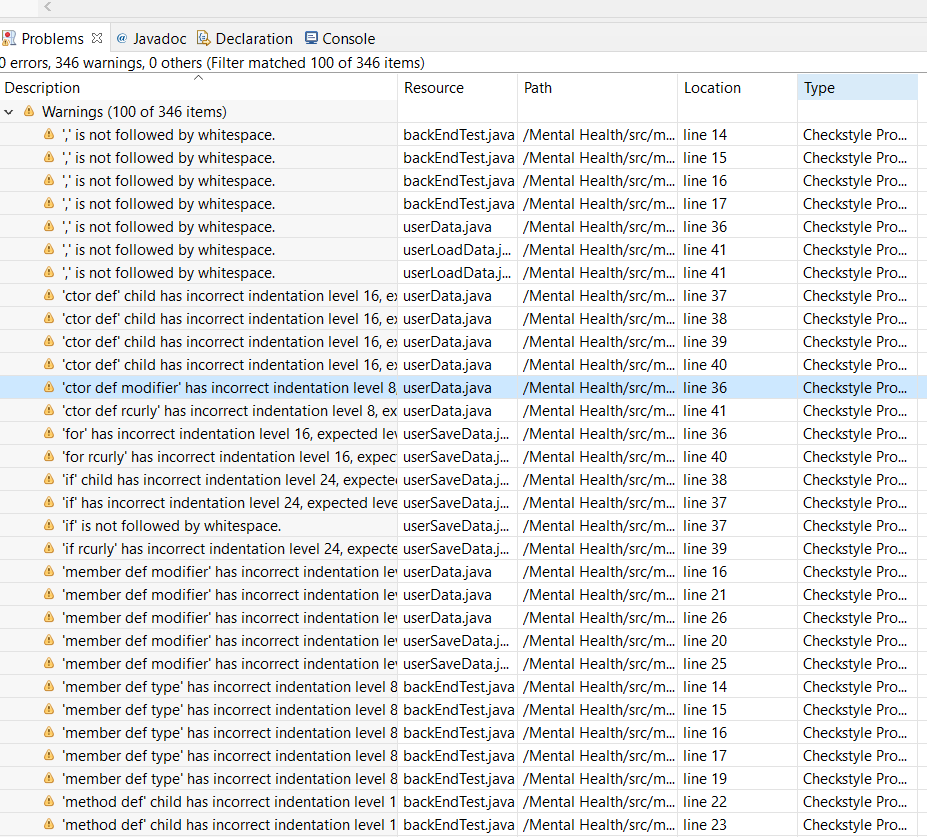 Problems Javadoc Declaration Console
0 errors, 346 warnings, 0 others (Filter matched 100 of 346 items)
Description Resource Path Location Type
Warnings (100 of 346 items)
',' is not followed by whitespace. backEndTest.java /Mental Health/src/m... line 14 Checkstyle Pro...
',' is not followed by whitespace. backEndTest.java /Mental Health/src/m... line 15 Checkstyle Pro...
',' is not followed by whitespace. backEndTest.java /Mental Health/src/m... line 16 Checkstyle Pro...
',' is not followed by whitespace. backEndTest.java /Mental Health/src/m... line 17 Checkstyle Pro...
',' is not followed by whitespace. userData.java /Mental Health/src/m... line 36 Checkstyle Pro...
',' is not followed by whitespace. userLoadData.j... /Mental Health/src/m... line 41 Checkstyle Pro...
',' is not followed by whitespace. userLoadData.j... /Mental Health/src/m... line 41 Checkstyle Pro...
'ctor def' child has incorrect indentation level 16, ex userData.java /Mental Health/src/m... line 37 Checkstyle Pro...
'ctor def' child has incorrect indentation level 16, ex userData.java /Mental Health/src/m... line 38 Checkstyle Pro...
'ctor def' child has incorrect indentation level 16, ex userData.java /Mental Health/src/m... line 39 Checkstyle Pro...
'ctor def' child has incorrect indentation level 16, ex userData.java /Mental Health/src/m... line 40 Checkstyle Pro...
'ctor def modifier' has incorrect indentation level 8, userData.java /Mental Health/src/m... line 36 Checkstyle Pro...
'ctor def rcurly' has incorrect indentation level 8, ex userData.java /Mental Health/src/m... line 41 Checkstyle Pro...
'for' has incorrect indentation level 16, expected lev userSaveData.j... /Mental Health/src/m... line 36 Checkstyle Pro...
'for rcurly' has incorrect indentation level 16, expec userSaveData.j... /Mental Health/src/m... line 40 Checkstyle Pro...
'if' child has incorrect indentation level 24, expecte userSaveData.j... /Mental Health/src/m... line 38 Checkstyle Pro...
'if' has incorrect indentation level 24, expected leve userSaveData.j... /Mental Health/src/m... line 37 Checkstyle Pro...
'if' is not followed by whitespace. userSaveData.j... /Mental Health/src/m... line 37 Checkstyle Pro...
'if rcurly' has incorrect indentation level 24, expecte userSaveData.j... /Mental Health/src/m... line 39 Checkstyle Pro...
'member def modifier' has incorrect indentation lev userData.java /Mental Health/src/m... line 16 Checkstyle Pro...
'member def modifier' has incorrect indentation lev userData.java /Mental Health/src/m... line 21 Checkstyle Pro...
'member def modifier' has incorrect indentation lev userData.java /Mental Health/src/m... line 26 Checkstyle Pro...
'member def modifier' has incorrect indentation lev userSaveData.j... /Mental Health/src/m... line 20 Checkstyle Pro...
'member def modifier' has incorrect indentation lev userSaveData.j... /Mental Health/src/m... line 25 Checkstyle Pro...
'member def type' has incorrect indentation level 8 backEndTest.java /Mental Health/src/m... line 14 Checkstyle Pro...
'member def type' has incorrect indentation level 8 backEndTest.java /Mental Health/src/m... line 15 Checkstyle Pro...
'member def type' has incorrect indentation level 8 backEndTest.java /Mental Health/src/m... line 16 Checkstyle Pro...
'member def type' has incorrect indentation level 8 backEndTest.java /Mental Health/src/m... line 17 Checkstyle Pro...
'member def type' has incorrect indentation level 8 backEndTest.java /Mental Health/src/m... line 19 Checkstyle Pro...
'method def' child has incorrect indentation level 1 backEndTest.java /Mental Health/src/m... line 22 Checkstyle Pro...
'method def' child has incorrect indentation level 1 backEndTest.java /Mental Health/src/m... line 23 Checkstyle Pro...